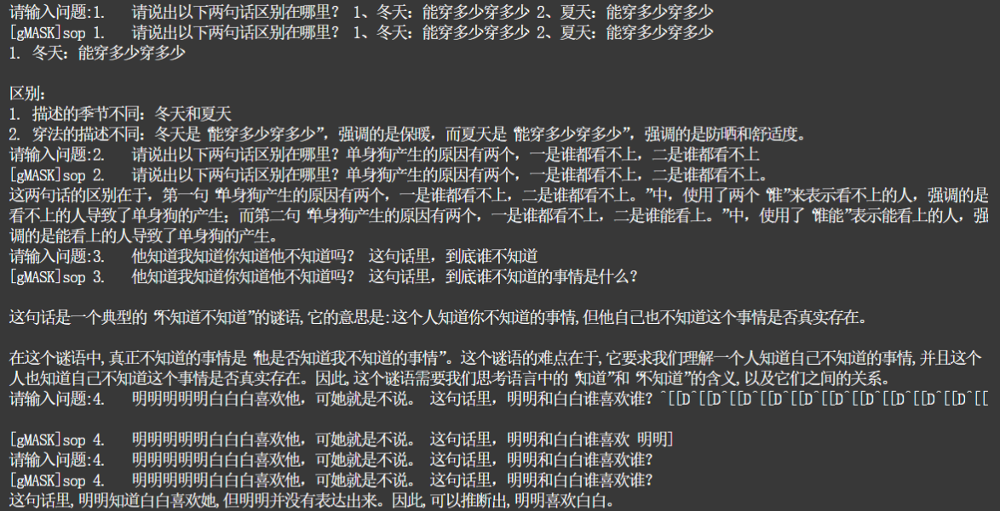 请输入问题:1.   请说出以下两句话区别在哪里？ 1、冬天：能穿多少穿多少 2、夏天：能穿多少穿多少
[gMASK]sop 1.   请说出以下两句话区别在哪里？ 1、冬天：能穿多少穿多少 2、夏天：能穿多少穿多少
1. 冬天：能穿多少穿多少
区别：
1. 描述的季节不同：冬天和夏天
2. 穿法的描述不同：冬天是“能穿多少穿多少”，强调的是保暖，而夏天是“能穿多少穿多少”，强调的是防晒和舒适度。
请输入问题:2.   请说出以下两句话区别在哪里？单身狗产生的原因有两个，一是谁都看不上，二是谁都看不上
[gMASK]sop 2.   请说出以下两句话区别在哪里？单身狗产生的原因有两个，一是谁都看不上，二是谁都看不上。
这两句话的区别在于，第一句“单身狗产生的原因有两个，一是谁都看不上，二是谁都看不上。”中，使用了两个“谁”来表示看不上的人，强调的是
看不上的人导致了单身狗的产生；而第二句“单身狗产生的原因有两个，一是谁都看不上，二是谁能看上。”中，使用了“谁能”表示能看上的人，强
调的是能看上的人导致了单身狗的产生。
请输入问题:3.   他知道我知道你知道他不知道吗？ 这句话里，到底谁不知道
[gMASK]sop 3.   他知道我知道你知道他不知道吗？ 这句话里，到底谁不知道的事情是什么？
这句话是一个典型的“不知道不知道”的谜语,它的意思是:这个人知道你不知道的事情,但他自己也不知道这个事情是否真实存在。
在这个谜语中,真正不知道的事情是“他是否知道我不知道的事情”。这个谜语的难点在于,它要求我们理解一个人知道自己不知道的事情,并且这个
人也知道自己不知道这个事情是否真实存在。因此,这个谜语需要我们思考语言中的“知道”和“不知道”的含义,以及它们之间的关系。
请输入问题:4.   明明明明明白白白喜欢他，可她就是不说。 这句话里，明明和白白谁喜欢谁？^[[D^[[D^[[D^[[D^[[D^[[D^[[D^[[D^[[D^[[D^[[
[gMASK]sop 4.   明明明明明白白白喜欢他，可她就是不说。 这句话里，明明和白白谁喜欢 明明]
请输入问题:4.   明明明明明白白白喜欢他，可她就是不说。 这句话里，明明和白白谁喜欢谁？
[gMASK]sop 4.   明明明明明白白白喜欢他，可她就是不说。 这句话里，明明和白白谁喜欢谁？
这句话里,明明知道白白喜欢她,但明明并没有表达出来。因此,可以推断出,明明喜欢白白。